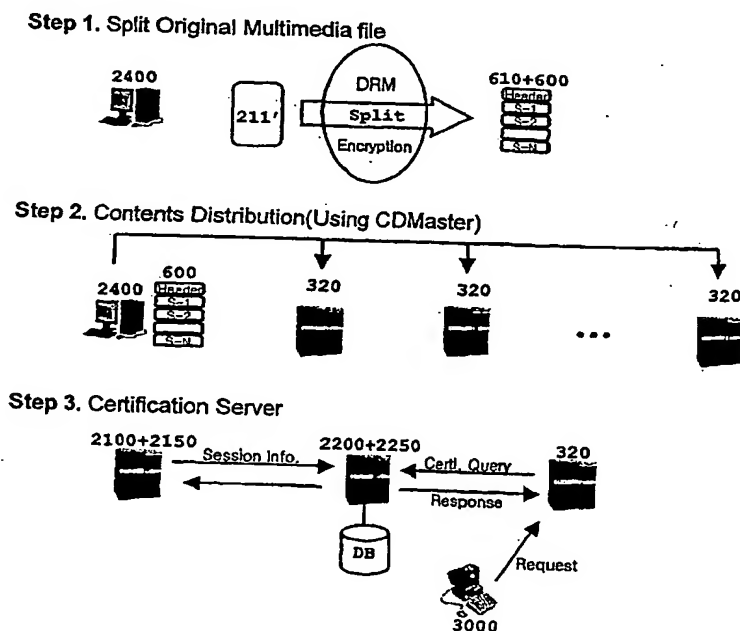 Step 1. Split Original Multimedia file
2400
211'
DRM
Split
Encryption
610+600
Header
S-1
S-2
S-N
Step 2. Contents Distribution(Using CDMaster)
2400
600
Header
S-1
S-2
S-N
320
320
...
320
Step 3. Certification Server
2100+2150
Session Info.
2200+2250
Certi. Query
Response
320
DB
Request
3000